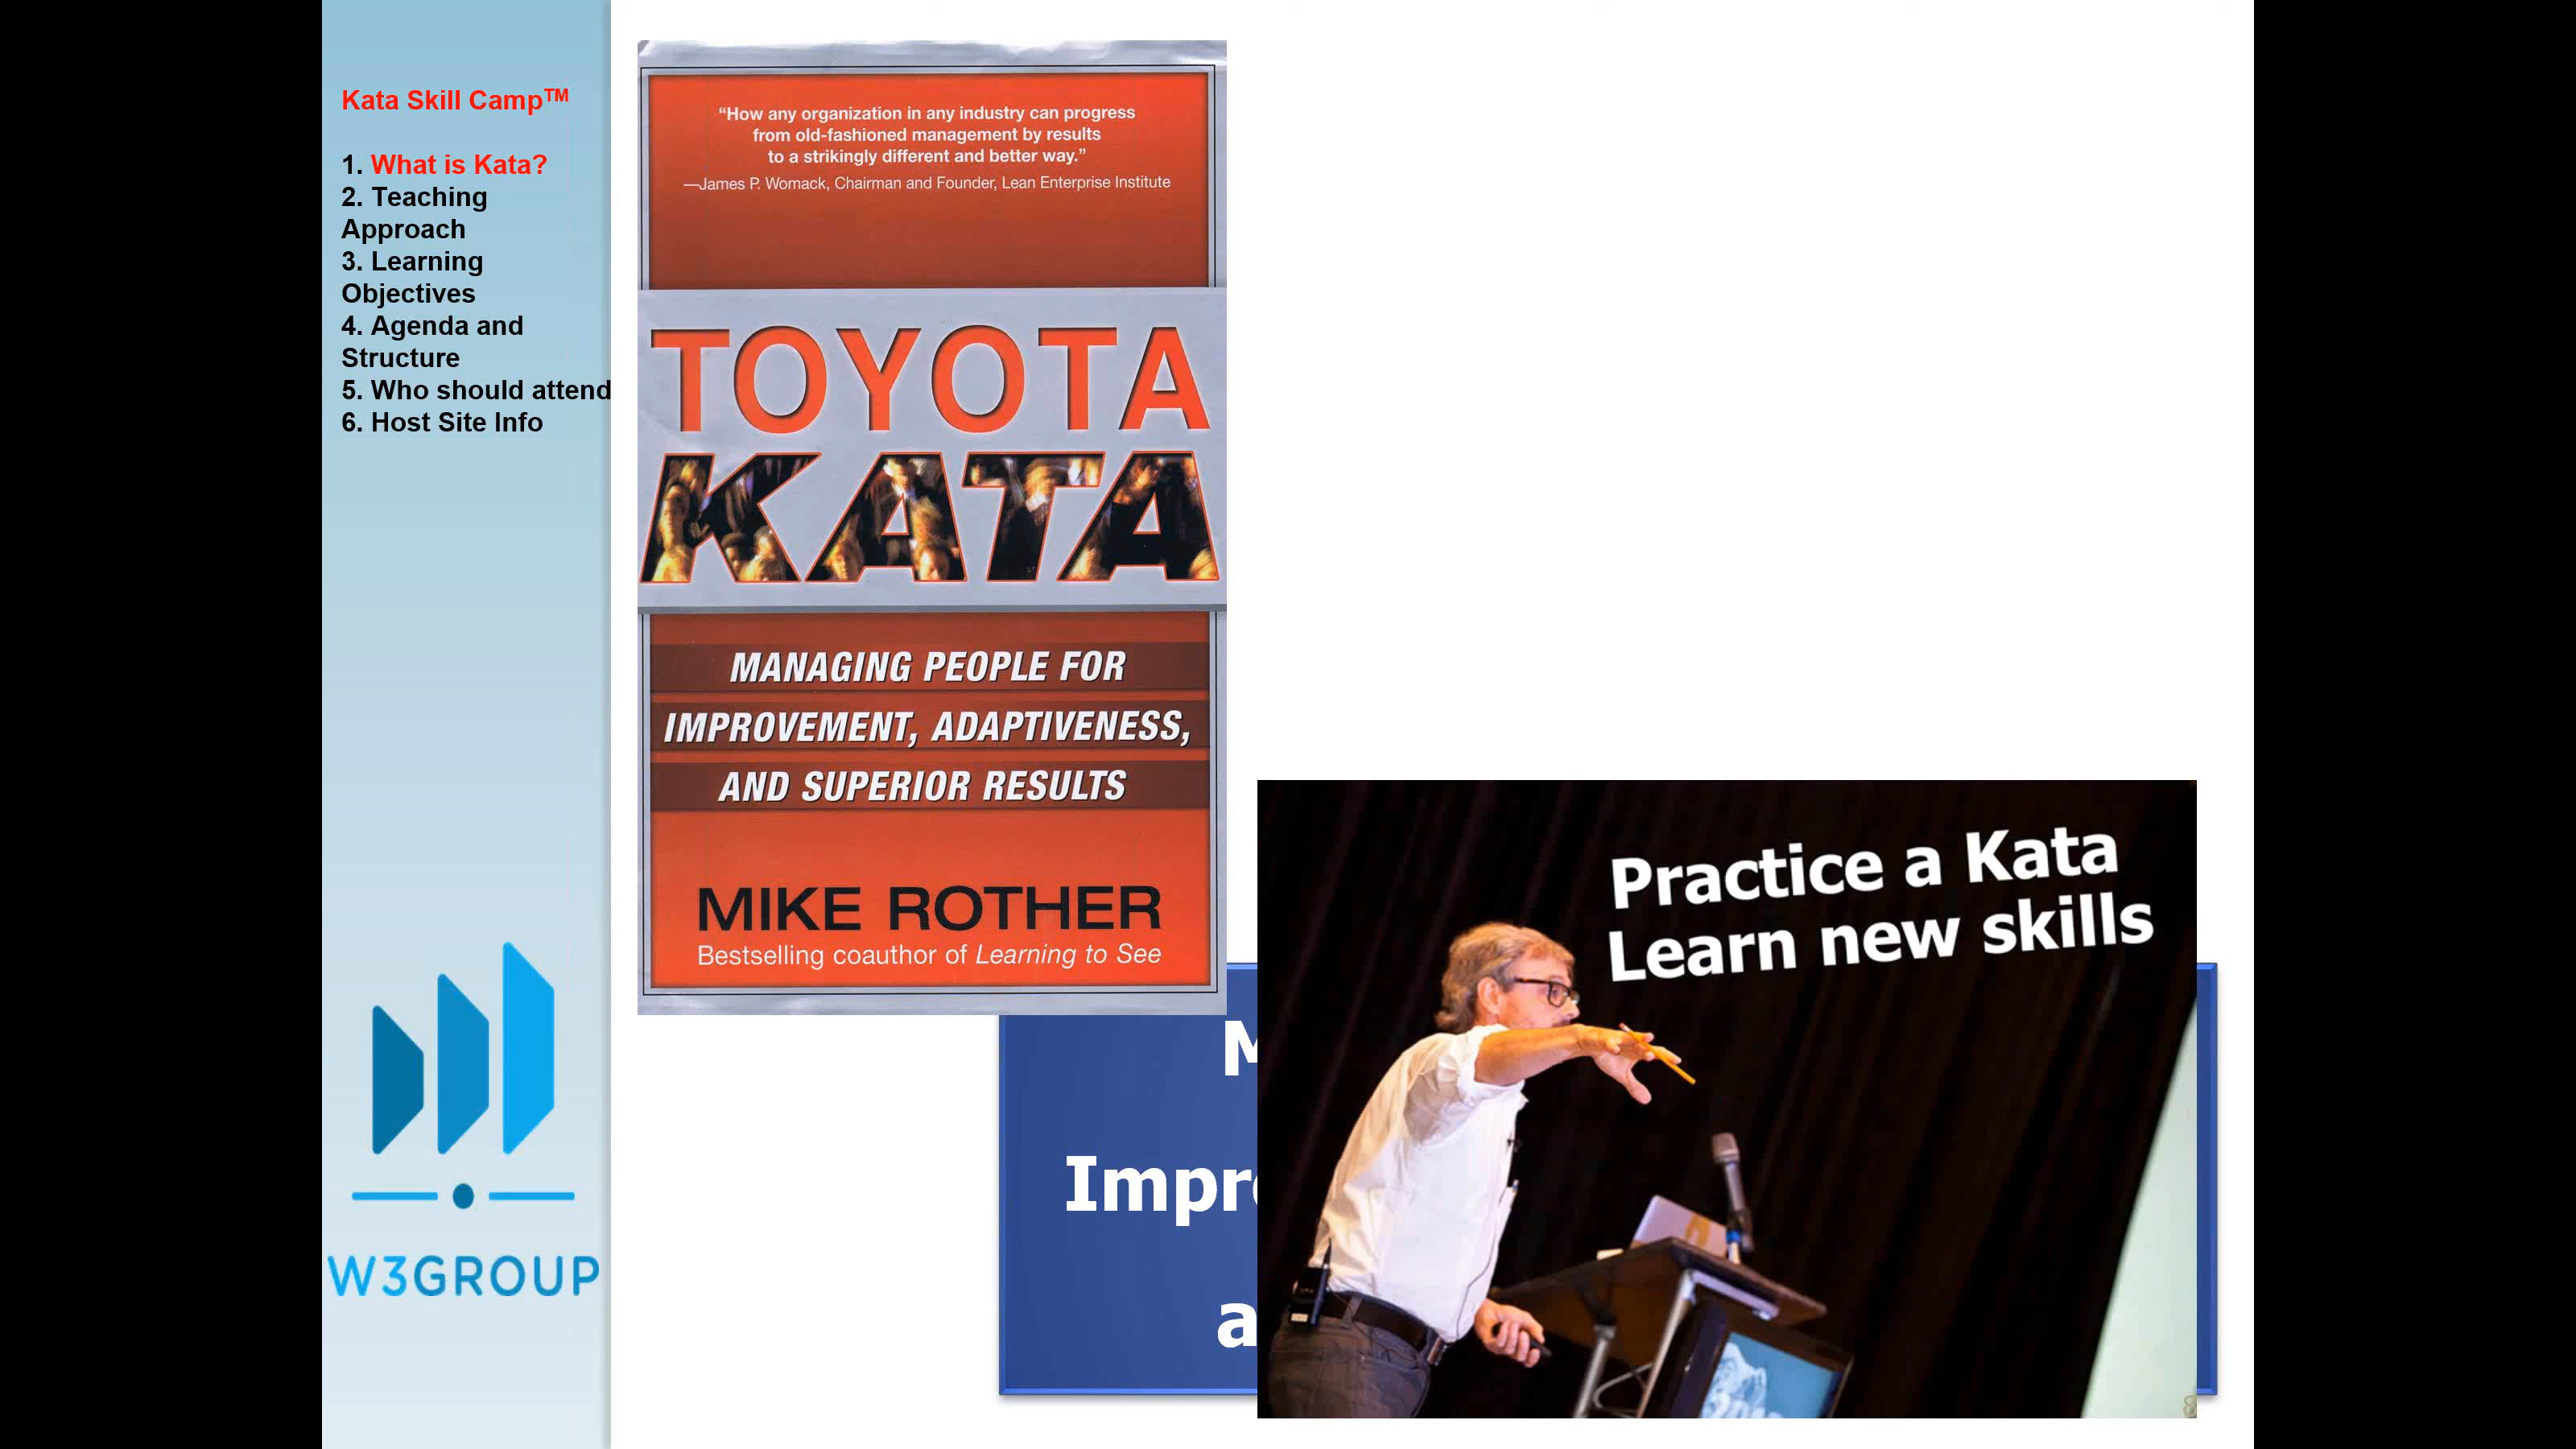 Kata Skill Camp™
1. What is Kata?
2. Teaching
Approach
3. Learning
Objectives
4. Agenda and
Structure
5. Who should attend
6. Host Site Info
W3GROUP
“How any organization in any industry can progress
from old-fashioned management by results
to a strikingly different and better way.”
—James P. Womack, Chairman and Founder, Lean Enterprise Institute
TOYOTA
KATA
MANAGING PEOPLE FOR
IMPROVEMENT, ADAPTIVENESS,
AND SUPERIOR RESULTS
MIKE ROTHER
Bestselling coauthor of Learning to See
Practice a Kata
Learn new skills